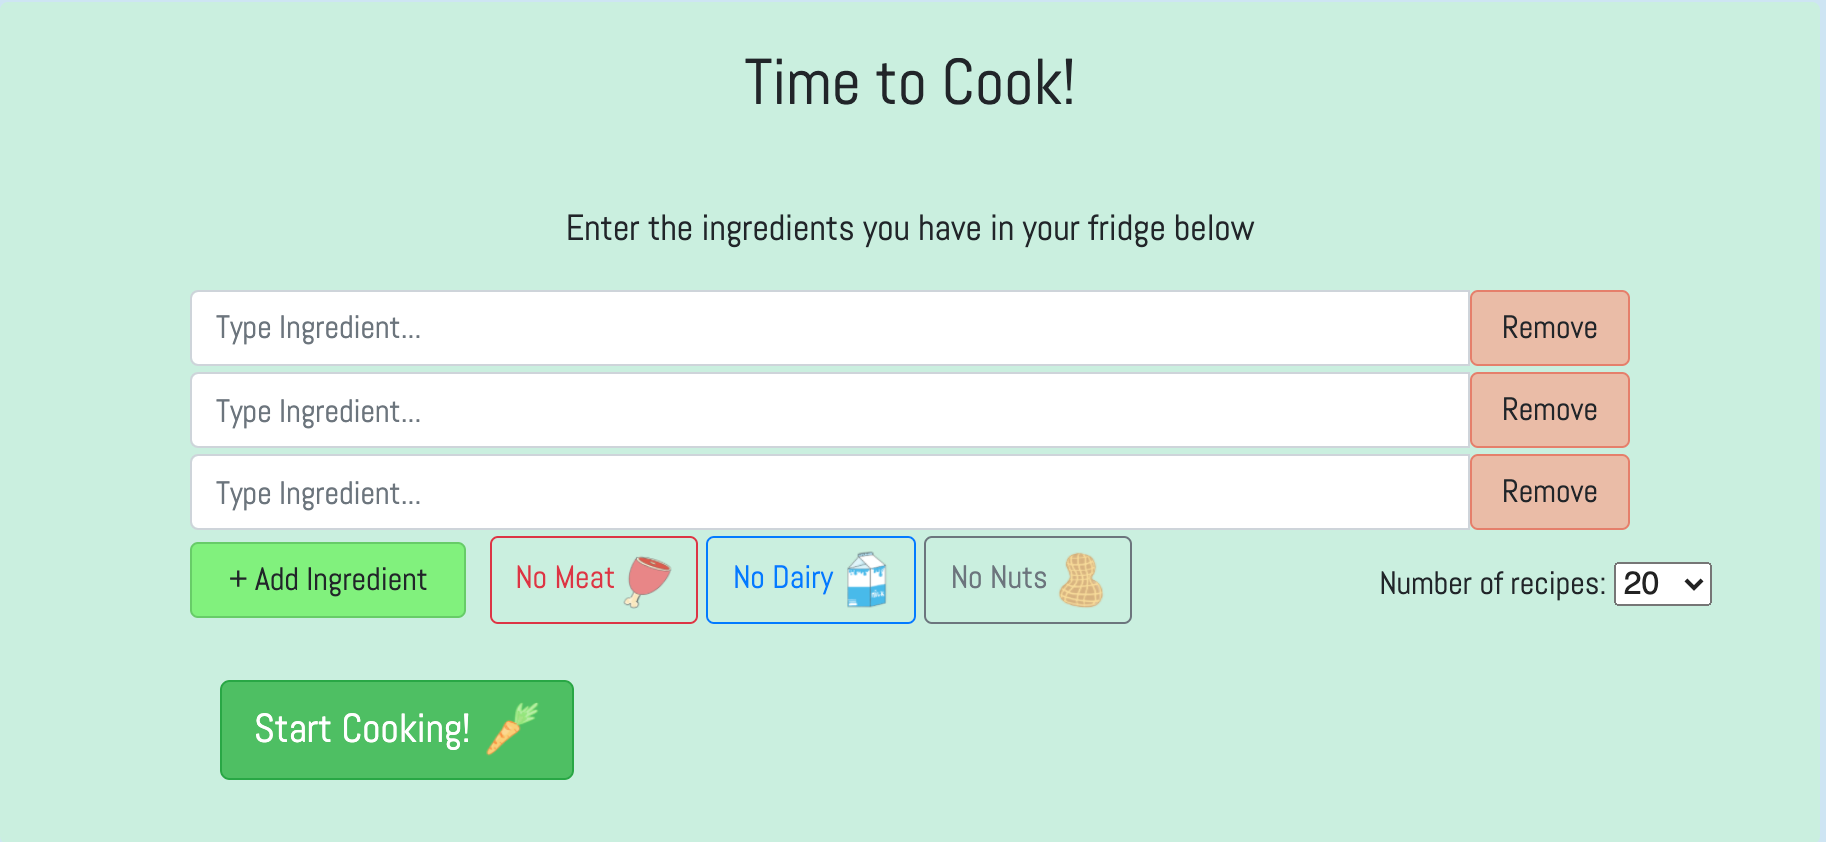 Time to Cook!
Enter the ingredients you have in your fridge below
Type Ingredient... Remove
Type Ingredient... Remove
Type Ingredient... Remove
+ Add Ingredient No Meat No Dairy No Nuts Number of recipes: 20
Start Cooking!